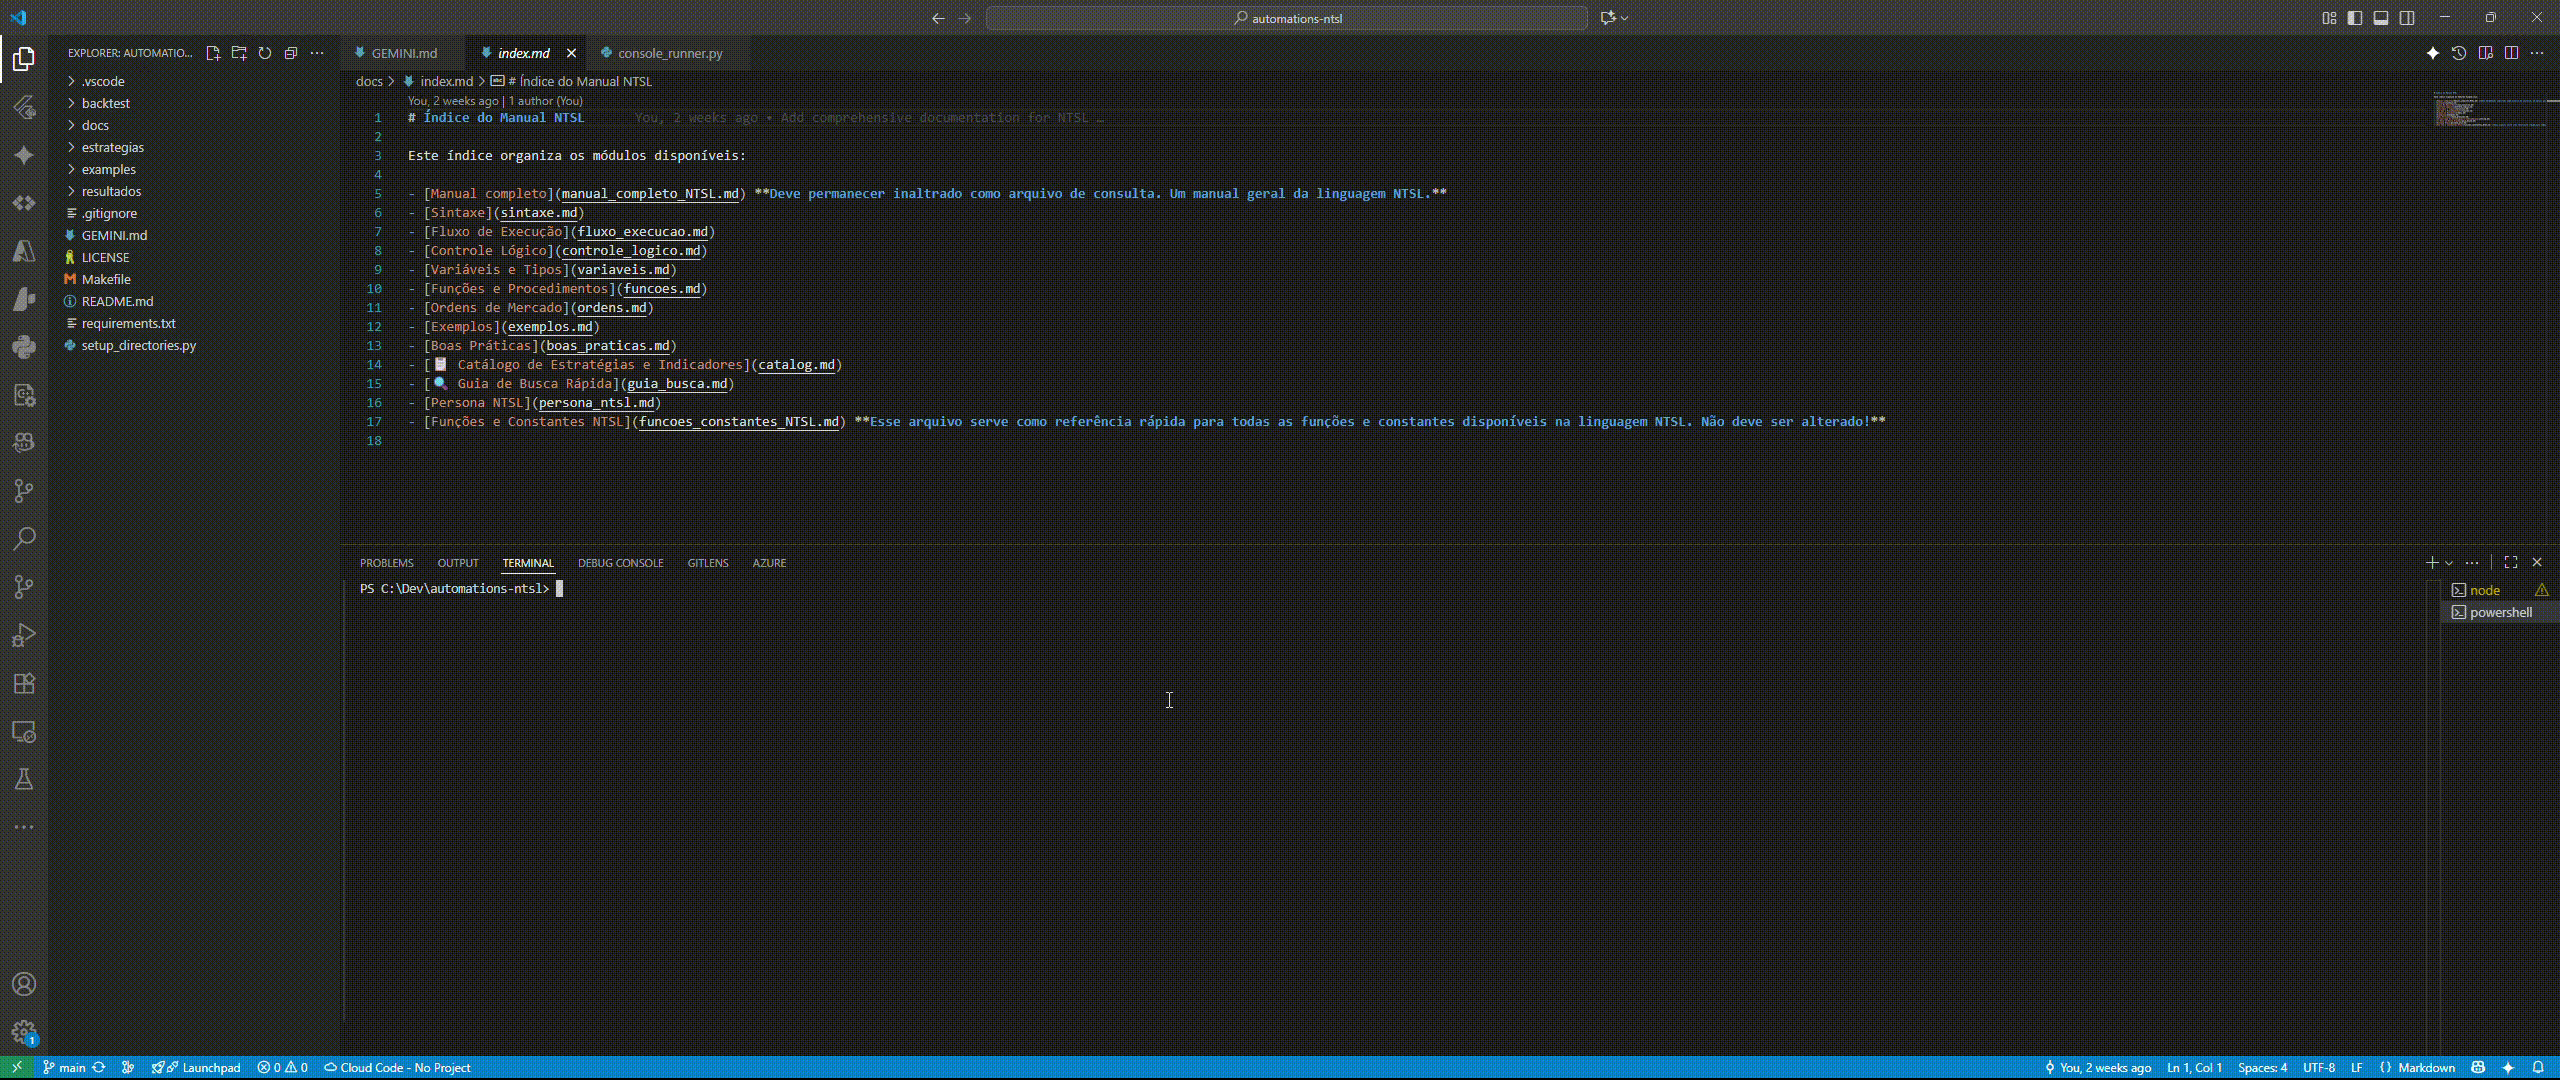 automations-ntsl
EXPLORER: AUTOMATIO...
.vscode
backtest
docs
estrategias
examples
resultados
.gitignore
GEMINI.md
LICENSE
Makefile
README.md
requirements.txt
setup_directories.py
GEMINI.md
index.md
console_runner.py
docs > index.md > # Índice do Manual NTSL
You, 2 weeks ago | 1 author (You)
1 # Índice do Manual NTSL You, 2 weeks ago • Add comprehensive documentation for NTSL …
2
3 Este índice organiza os módulos disponíveis:
4
5 - [Manual completo](manual_completo_NTSL.md) **Deve permanecer inaltrado como arquivo de consulta. Um manual geral da linguagem NTSL.**
6 - [Sintaxe](sintaxe.md)
7 - [Fluxo de Execução](fluxo_execucao.md)
8 - [Controle Lógico](controle_logico.md)
9 - [Variáveis e Tipos](variaveis.md)
10 - [Funções e Procedimentos](funcoes.md)
11 - [Ordens de Mercado](ordens.md)
12 - [Exemplos](exemplos.md)
13 - [Boas Práticas](boas_praticas.md)
14 - [📋 Catálogo de Estratégias e Indicadores](catalog.md)
15 - [🔍 Guia de Busca Rápida](guia_busca.md)
16 - [Persona NTSL](persona_ntsl.md)
17 - [Funções e Constantes NTSL](funcoes_constantes_NTSL.md) **Esse arquivo serve como referência rápida para todas as funções e constantes disponíveis na linguagem NTSL. Não deve ser alterado!**
18
PROBLEMS OUTPUT TERMINAL DEBUG CONSOLE GITLENS AZURE
PS C:\Dev\automations-ntsl>
node
powershell
1
main Launchpad 0 0 Cloud Code - No Project You, 2 weeks ago Ln 1, Col 1 Spaces: 4 UTF-8 LF {} Markdown